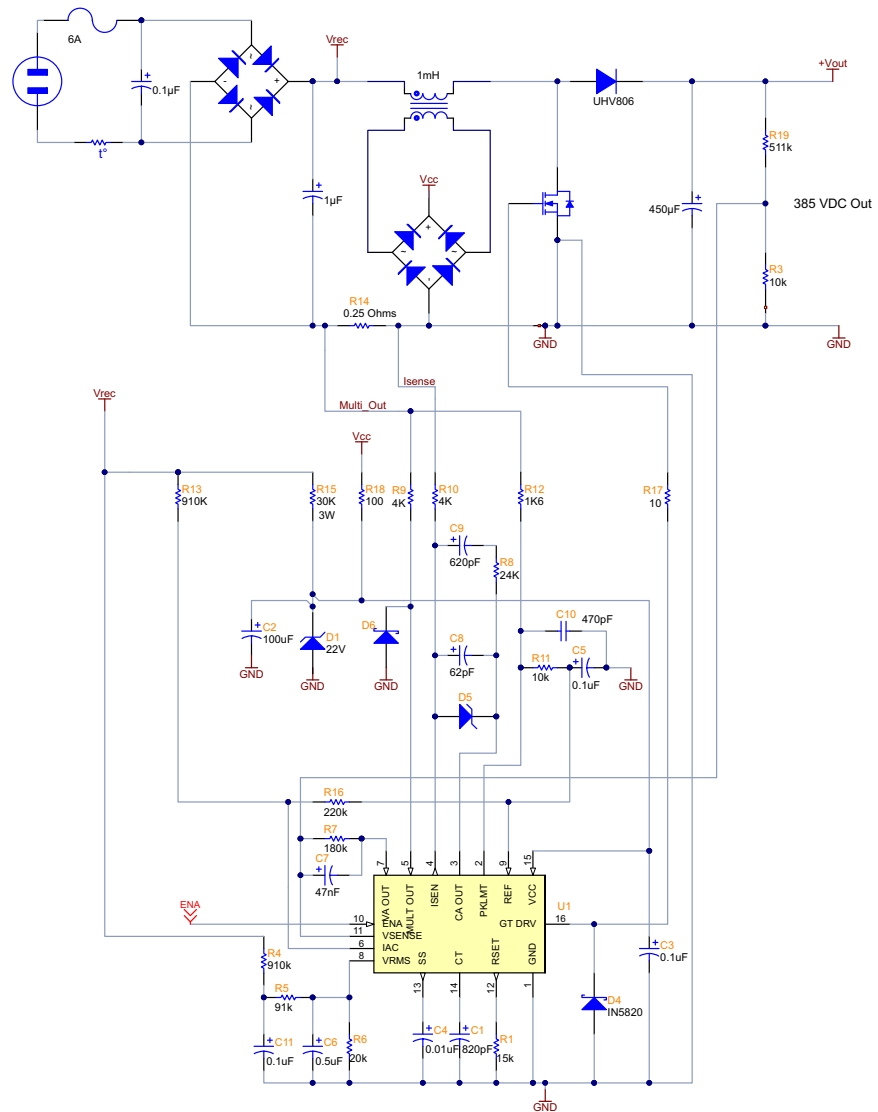 6A
0.1µF
t°
~
-
+
~
Vrec
1mH
UHV806
+Vout
R19
511k
1µF
Vcc
+
~
~
-
450µF
385 VDC Out
R3
10k
R14
0.25 Ohms
GND
GND
Isense
Multi_Out
Vrec
Vcc
R13
910K
R15
30K
3W
R18
100
R9
4K
R10
4K
R12
1K6
R17
10
C9
620pF
R8
24K
C2
100uF
D1
22V
D6
C8
62pF
C10
470pF
R11
10k
C5
0.1uF
GND
GND
GND
GND
D5
R16
220k
R7
180k
C7
47nF
7
5
4
3
2
9
15
VA OUT
MULT OUT
ISEN
CA OUT
PKLMT
REF
VCC
U1
ENA
10
ENA
GT DRV
16
11
VSENSE
6
IAC
8
VRMS
SS
CT
RSET
GND
13
14
12
1
R4
910k
R5
91k
C3
0.1uF
D4
IN5820
C11
0.1uF
C6
0.5uF
R6
20k
C4
0.01uF
C1
820pF
R1
15k
GND